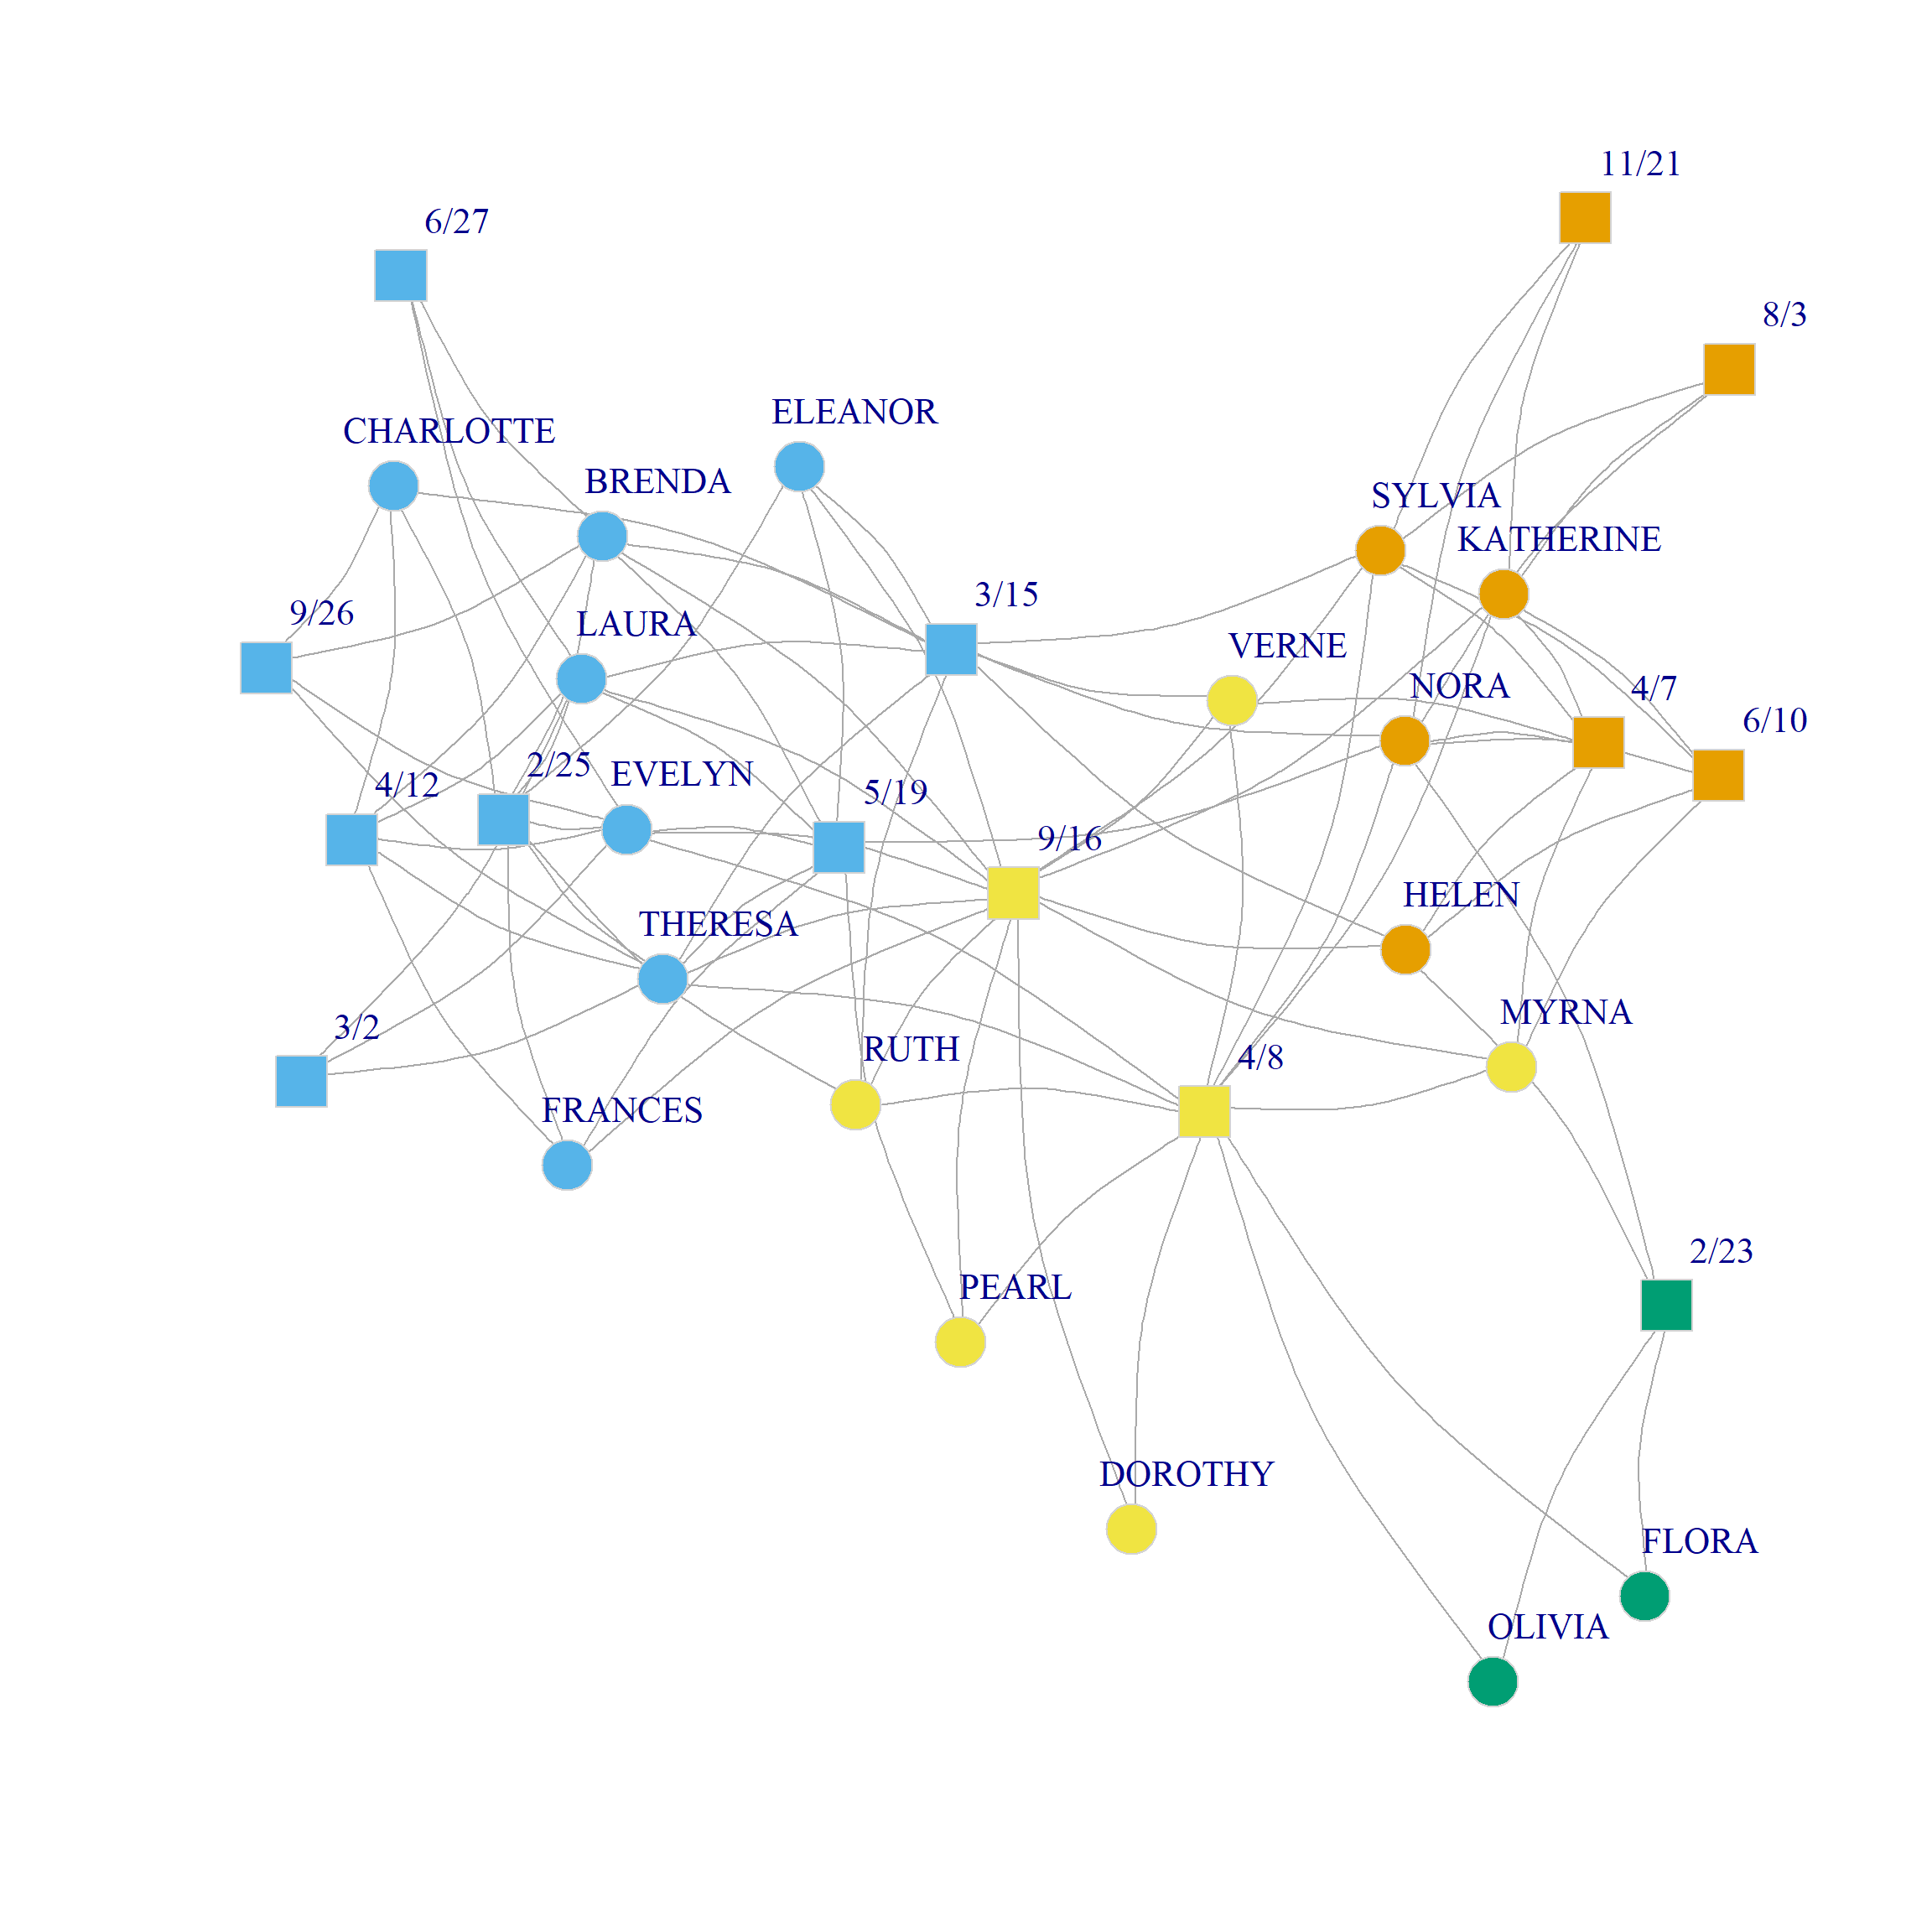 11/21
6/27
8/3
ELEANOR
CHARLOTTE
BRENDA
SYLVIA
KATHERINE
3/15
9/26
LAURA
VERNE
NORA
4/7
6/10
2/25
EVELYN
4/12
5/19
9/16
HELEN
THERESA
MYRNA
3/2
RUTH
4/8
FRANCES
2/23
PEARL
DOROTHY
FLORA
OLIVIA